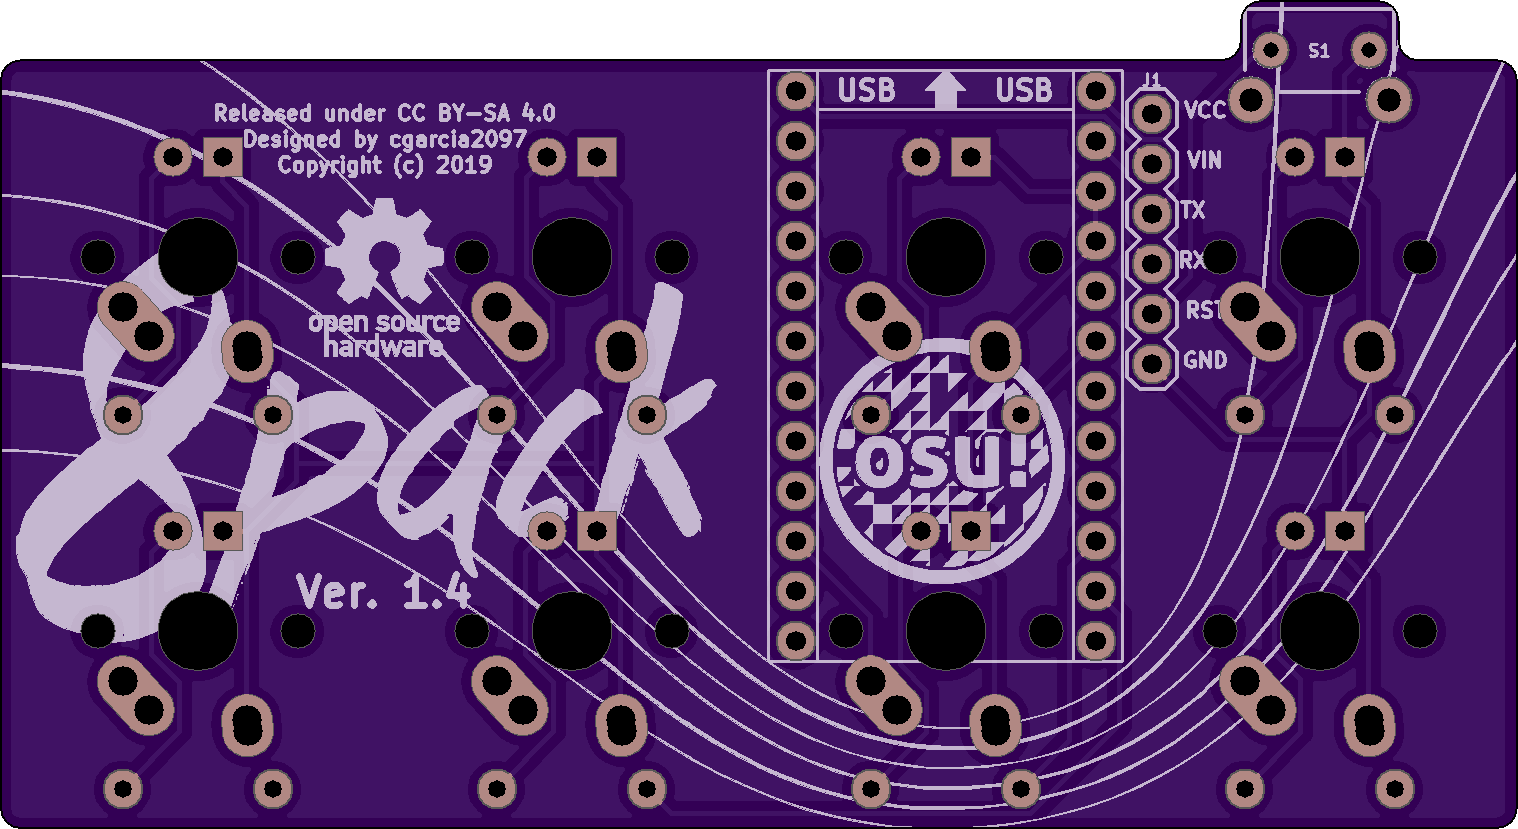 Released under CC BY-SA 4.0
Designed by cgarcia2097
Copyright (c) 2019
open source
hardware
8pack
Ver. 1.4
USB USB
osu!
S1
J1
VCC
VIN
TX
RX
RST
GND